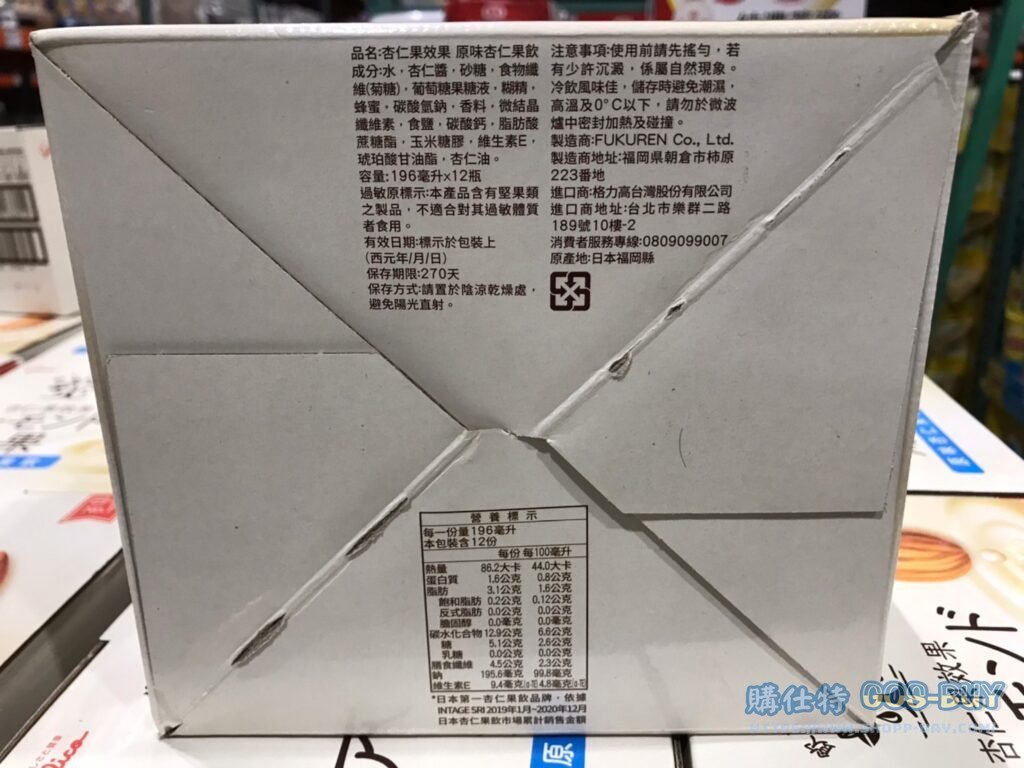 品名:杏仁果效果 原味杏仁果飲
成分:水，杏仁醬，砂糖，食物纖
維(菊糖)，葡萄糖果糖液，糊精，
蜂蜜，碳酸氫鈉，香料，微結晶
纖維素，食鹽，碳酸鈣，脂肪酸
蔗糖酯，玉米糖膠，維生素E，
琥珀酸甘油酯，杏仁油。
容量:196毫升×12瓶
過敏原標示:本產品含有堅果類
之製品，不適合對其過敏體質
者食用。
有效日期:標示於包裝上
(西元年/月/日)
保存期限:270天
保存方式:請置於陰涼乾燥處，
避免陽光直射。
注意事項:使用前請先搖勻，若
有少許沉澱，係屬自然現象。
冷飲風味佳，儲存時避免潮濕，
高溫及0°C以下，請勿於微波
爐中密封加熱及碰撞。
製造商:FUKUREN Co., Ltd.
製造商地址:福岡県朝倉市柿原
223番地
進口商:格力高台灣股份有限公司
進口商地址:台北市樂群二路
189號10樓-2
消費者服務專線:0809099007
原產地:日本福岡縣
營養標示
每一份量196毫升
本包裝含12份
每份 每100毫升
熱量 86.2大卡 44.0大卡
蛋白質 1.6公克 0.8公克
脂肪 3.1公克 1.6公克
飽和脂肪 0.2公克 0.12公克
反式脂肪 0.0公克 0.0公克
膽固醇 0.0毫克 0.0毫克
碳水化合物 12.9公克 6.6公克
糖 5.1公克 2.6公克
乳糖 0.0公克 0.0公克
膳食纖維 4.5公克 2.3公克
鈉 195.6毫克 99.8毫克
維生素E 9.4毫克(α-TE) 4.8毫克(α-TE)
*日本第一杏仁果飲品牌，依據
INTAGE SRI 2019年1月~2020年12月
日本杏仁果飲市場累計銷售金額
購仕特 COS-BUY
杏仁果效果
原